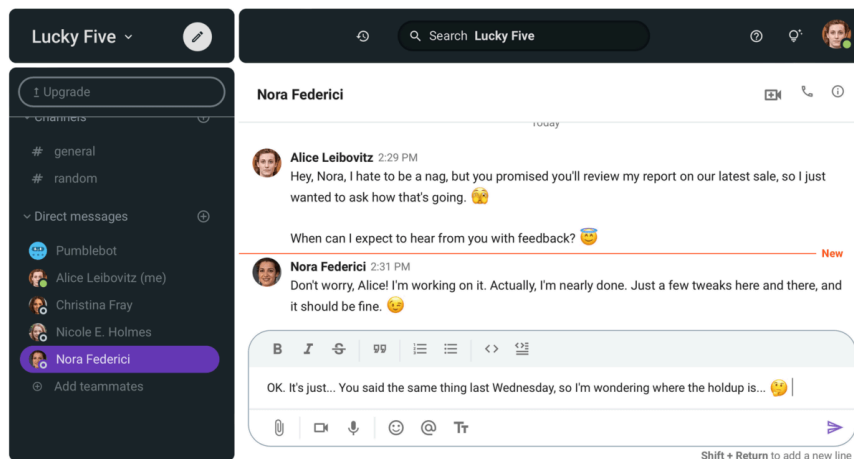 Lucky Five
Search Lucky Five
Upgrade
Channels
# general
# random
Direct messages
Pumblebot
Alice Leibovitz (me)
Christina Fray
Nicole E. Holmes
Nora Federici
Add teammates
Nora Federici
Today
Alice Leibovitz 2:29 PM
Hey, Nora, I hate to be a nag, but you promised you'll review my report on our latest sale, so I just
wanted to ask how that's going. 🫣
When can I expect to hear from you with feedback? 😇
New
Nora Federici 2:31 PM
Don't worry, Alice! I'm working on it. Actually, I'm nearly done. Just a few tweaks here and there, and
it should be fine. 😉
B I S
OK. It's just... You said the same thing last Wednesday, so I'm wondering where the holdup is... 🤔
@ TT
Shift + Return to add a new line